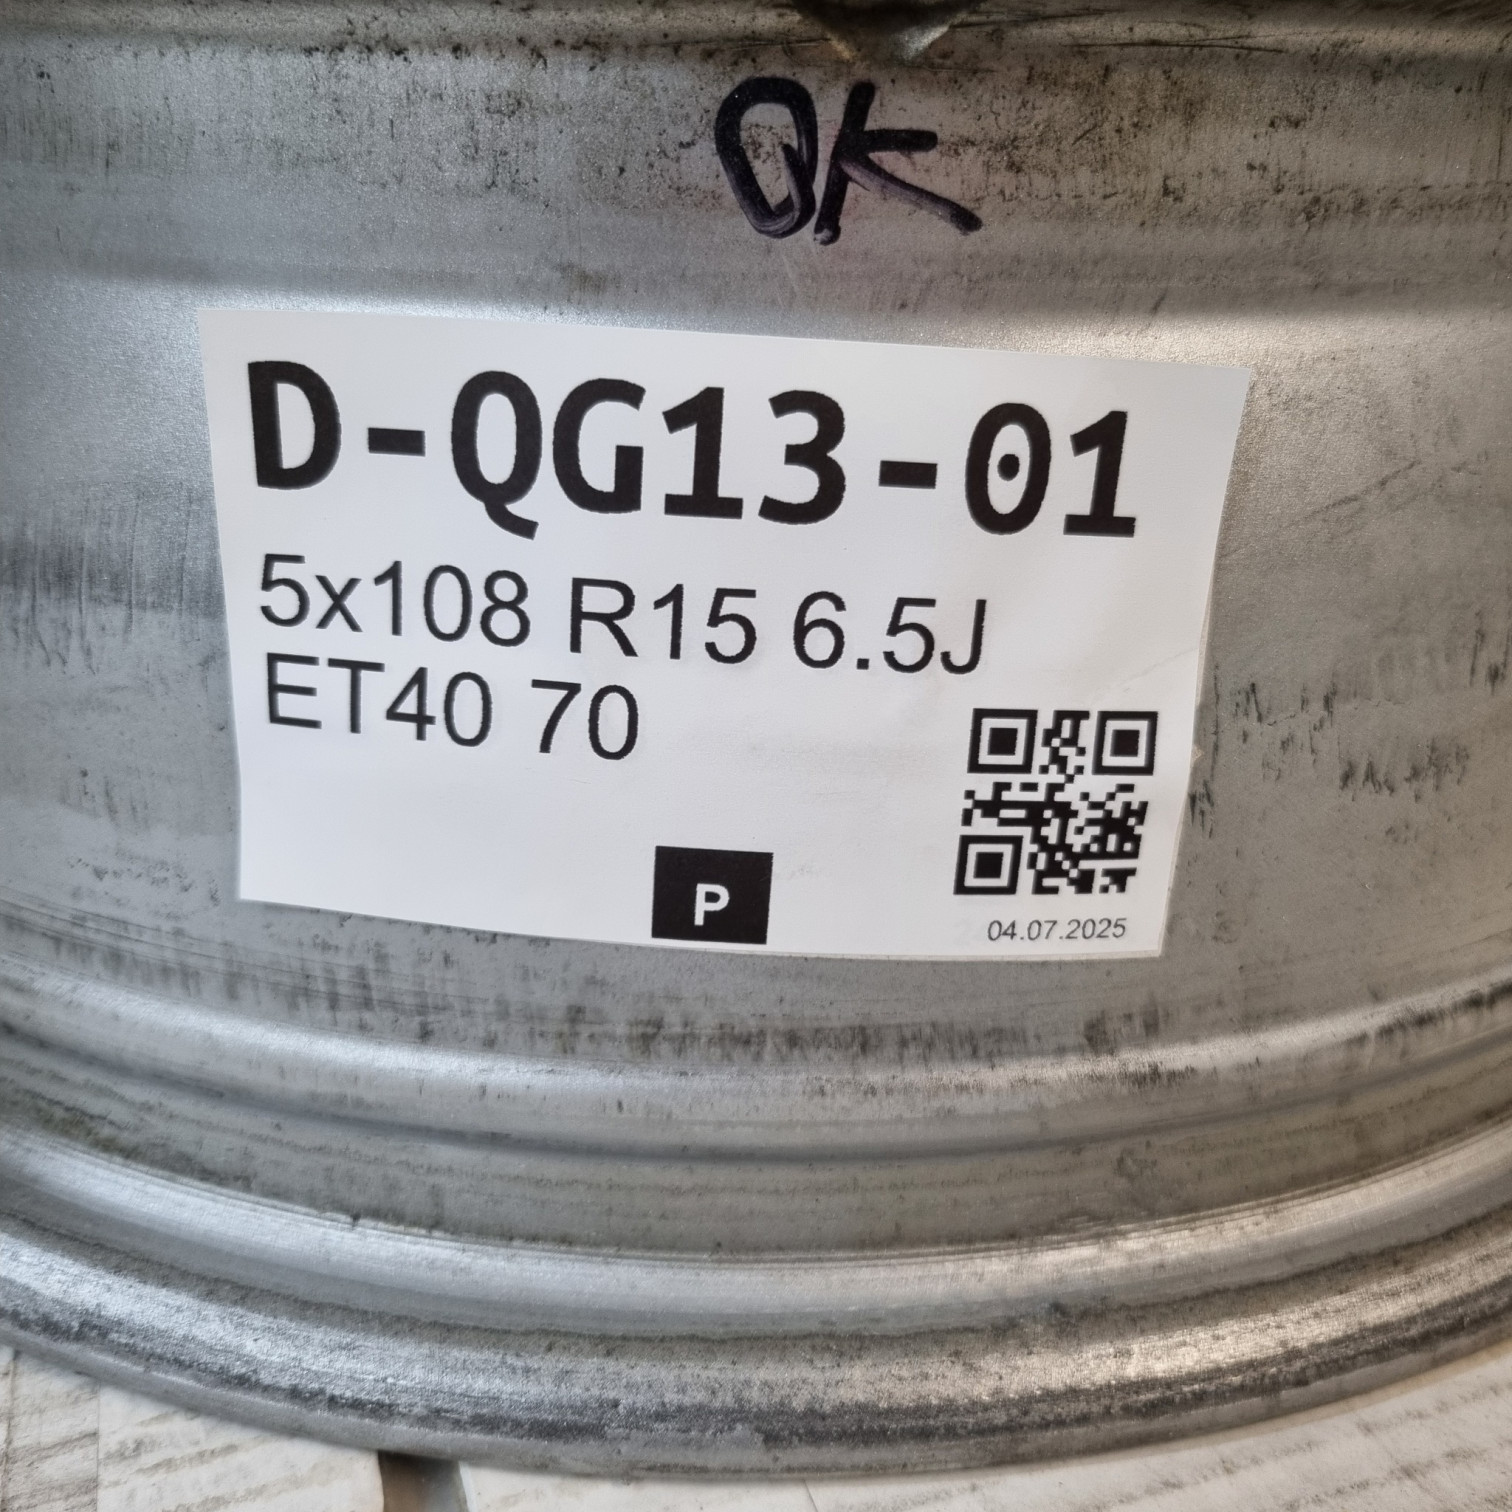 OK
D-QG13-01
5x108 R15 6.5J
ET40 70
P
04.07.2025